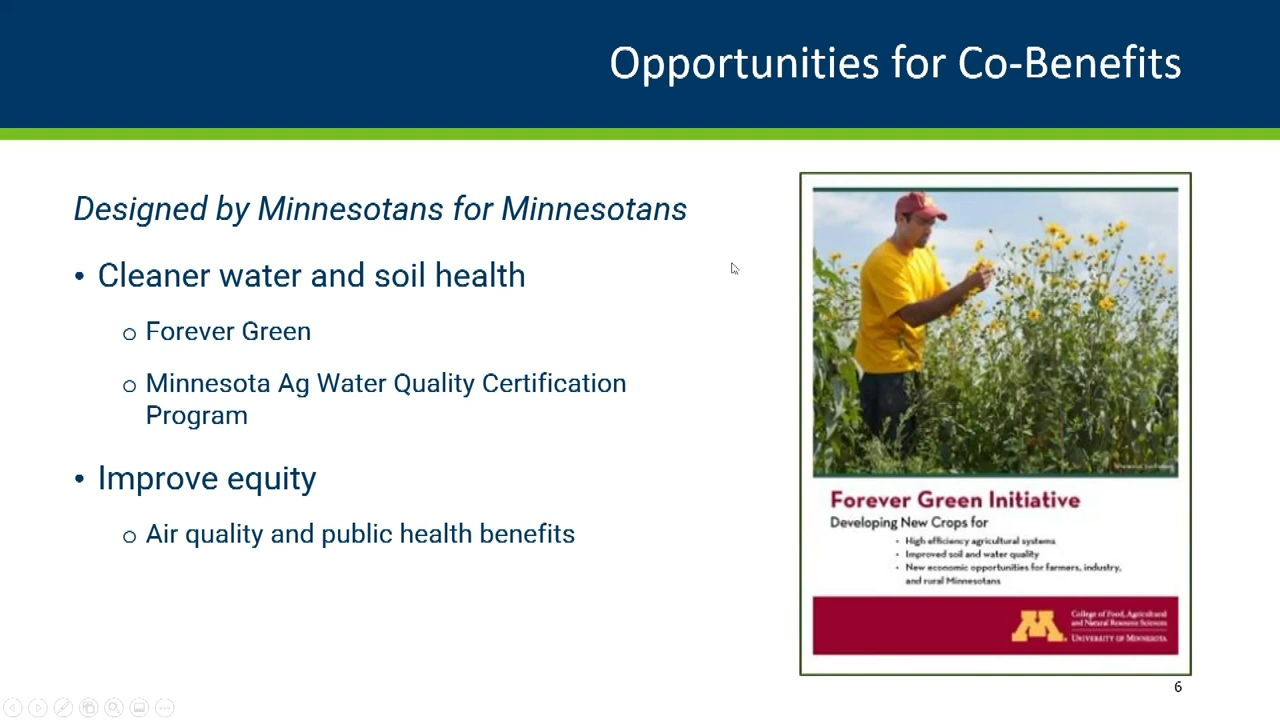 Opportunities for Co-Benefits
Designed by Minnesotans for Minnesotans
• Cleaner water and soil health
o Forever Green
o Minnesota Ag Water Quality Certification
Program
• Improve equity
o Air quality and public health benefits
Forever Green Initiative
Developing New Crops for
• High efficiency agricultural systems
• Improved soil and water quality
• New economic opportunities for farmers, industry,
and rural Minnesotans
M
College of Food, Agricultural
and Natural Resource Sciences
UNIVERSITY OF MINNESOTA
6